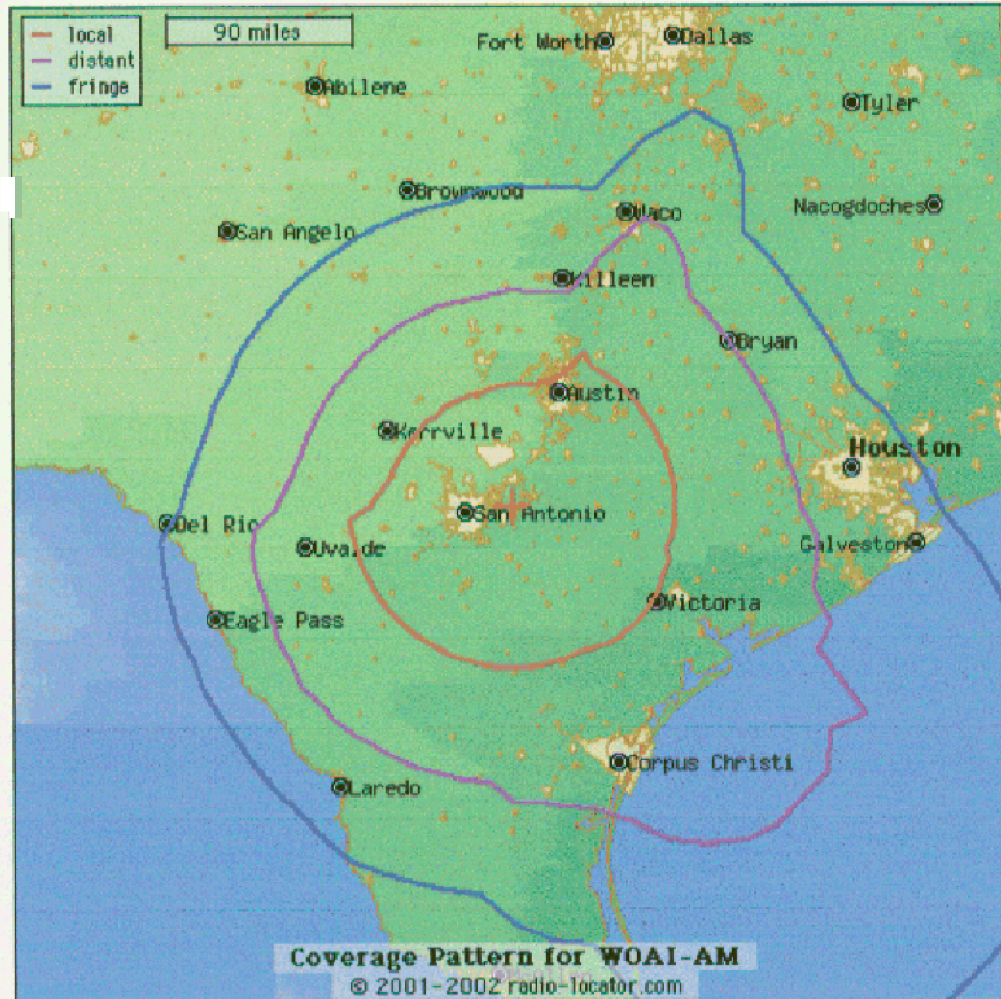 local
90 miles
Fort Worth
Dallas
distant
fringe
Abilene
Tyler
Brownwood
Nacogdoches
Waco
San Angelo
Killeen
Bryan
Austin
Kerrville
Houston
San Antonio
Del Rio
Uvalde
Galveston
Victoria
Eagle Pass
Corpus Christi
Laredo
Coverage Pattern for WOAI-AM
© 2001-2002 radio-locator.com